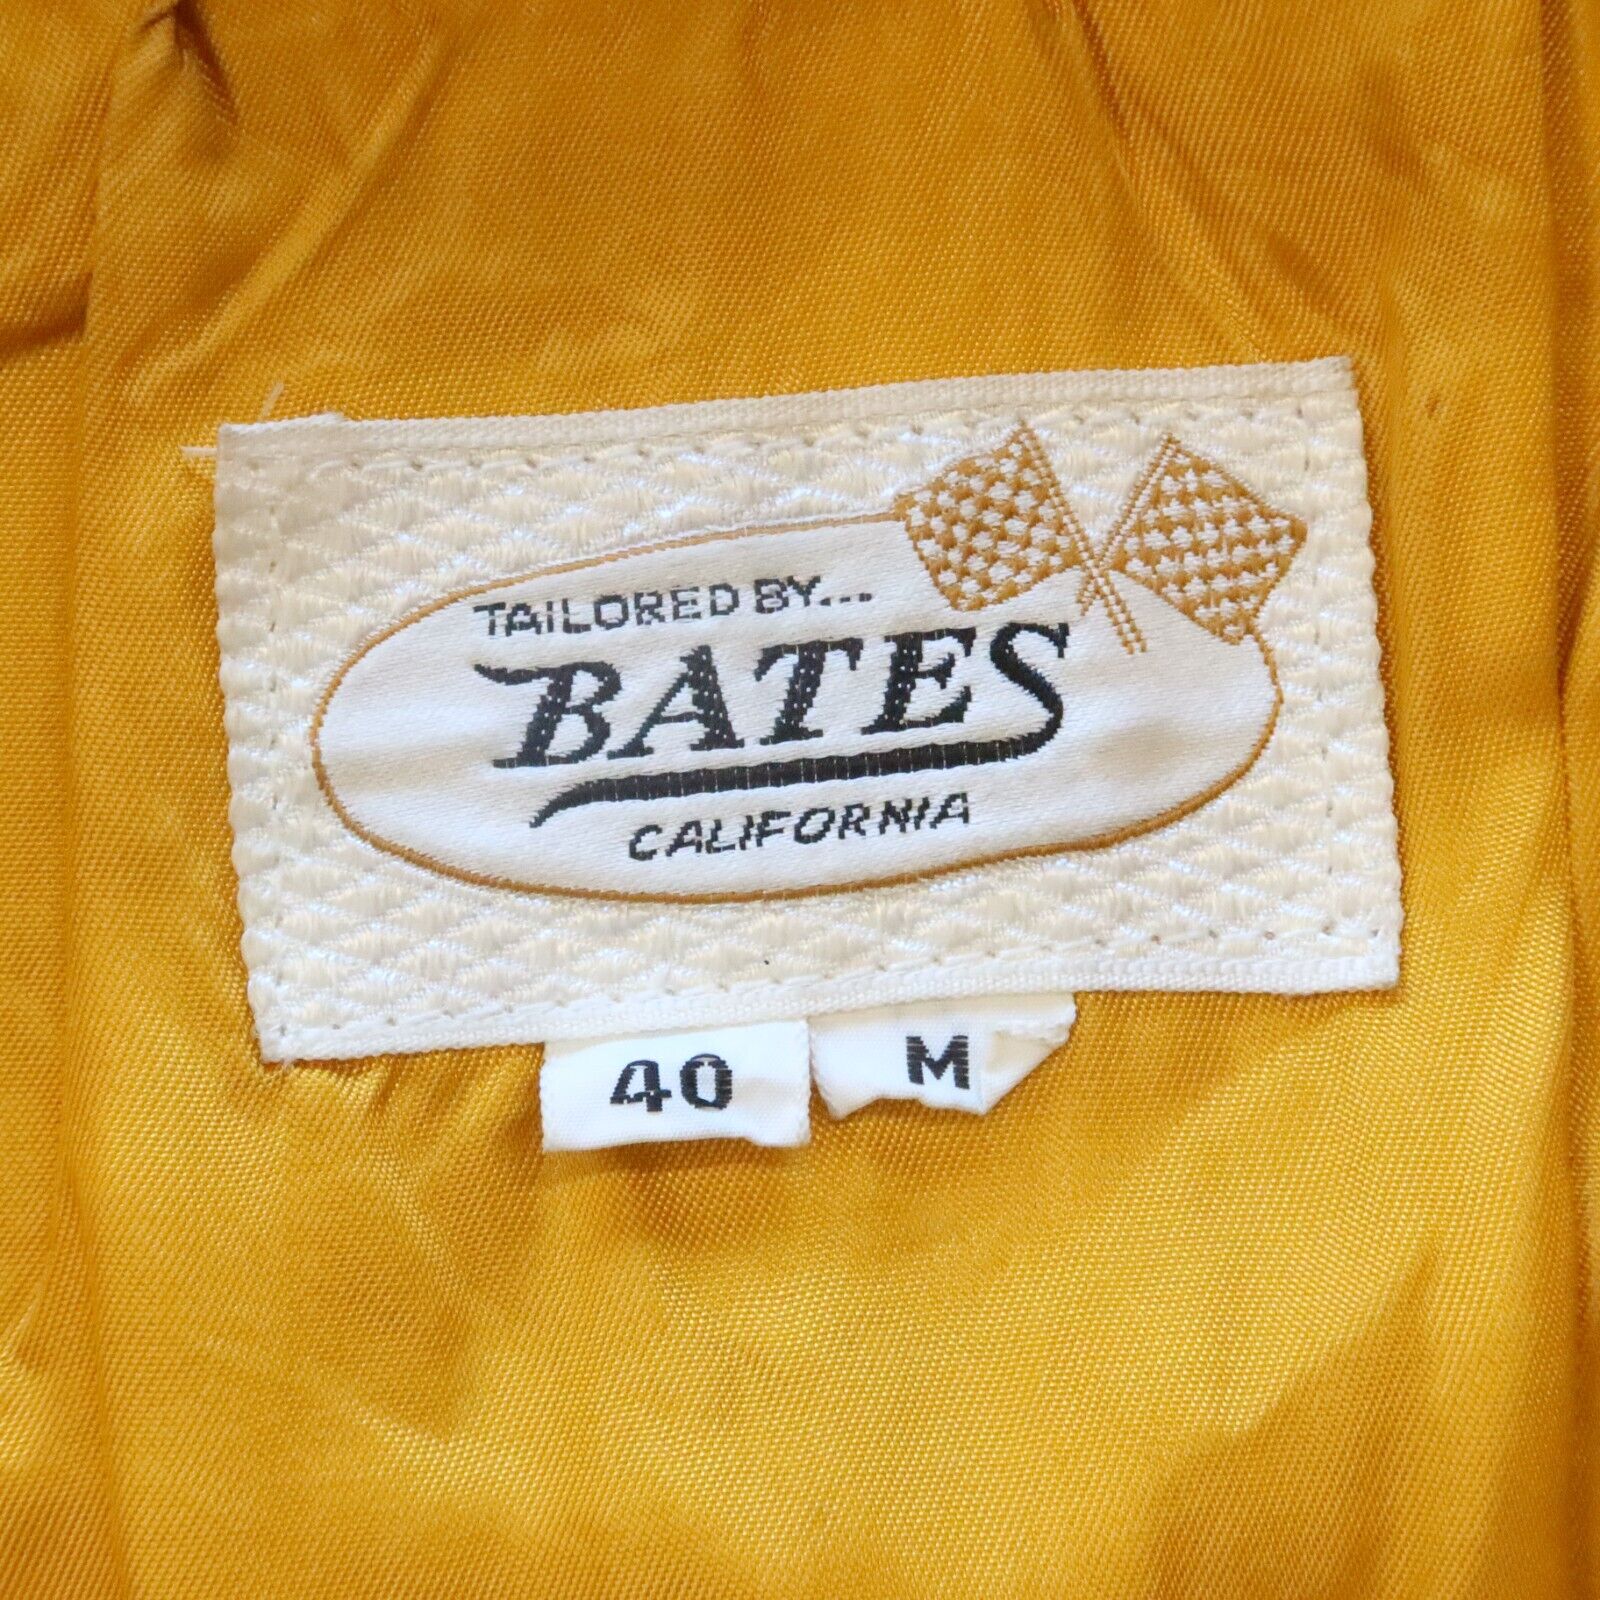 TAILORED BY...
BATES
CALIFORNIA
40 M